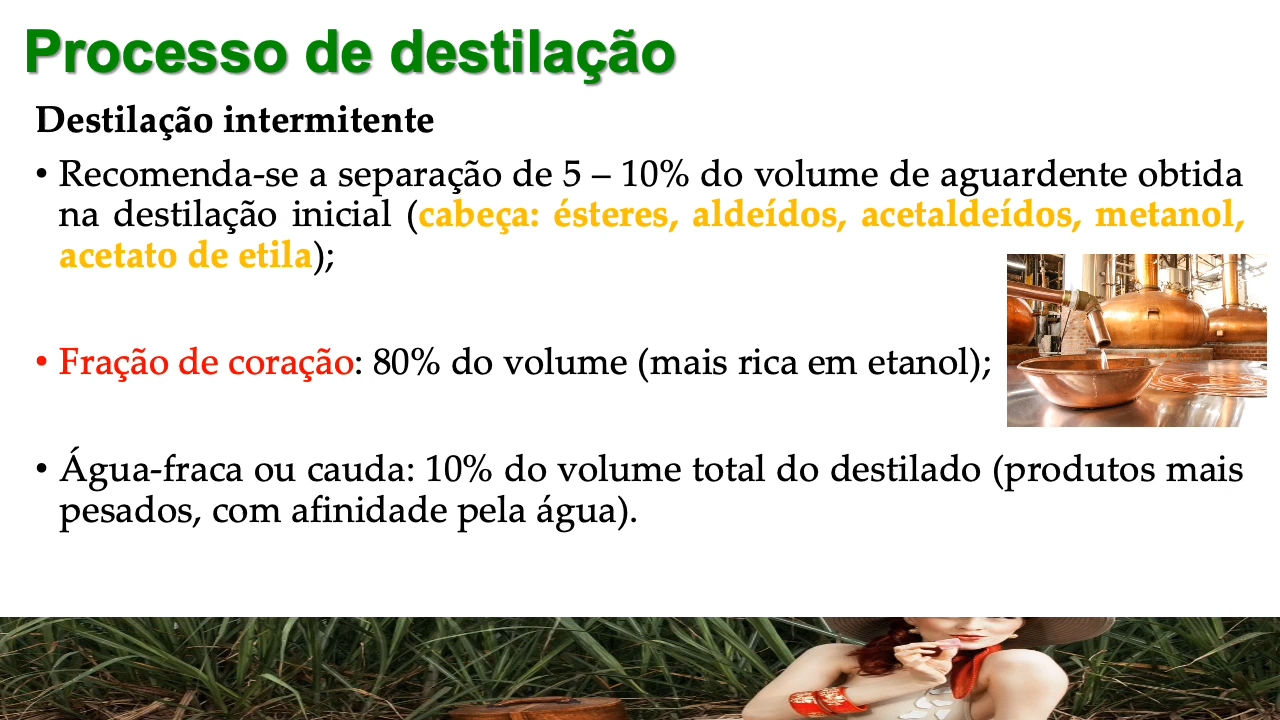 Processo de destilação
Destilação intermitente
• Recomenda-se a separação de 5 – 10% do volume de aguardente obtida
na destilação inicial (cabeça: ésteres, aldeídos, acetaldeídos, metanol,
acetato de etila);
• Fração de coração: 80% do volume (mais rica em etanol);
• Água-fraca ou cauda: 10% do volume total do destilado (produtos mais
pesados, com afinidade pela água).